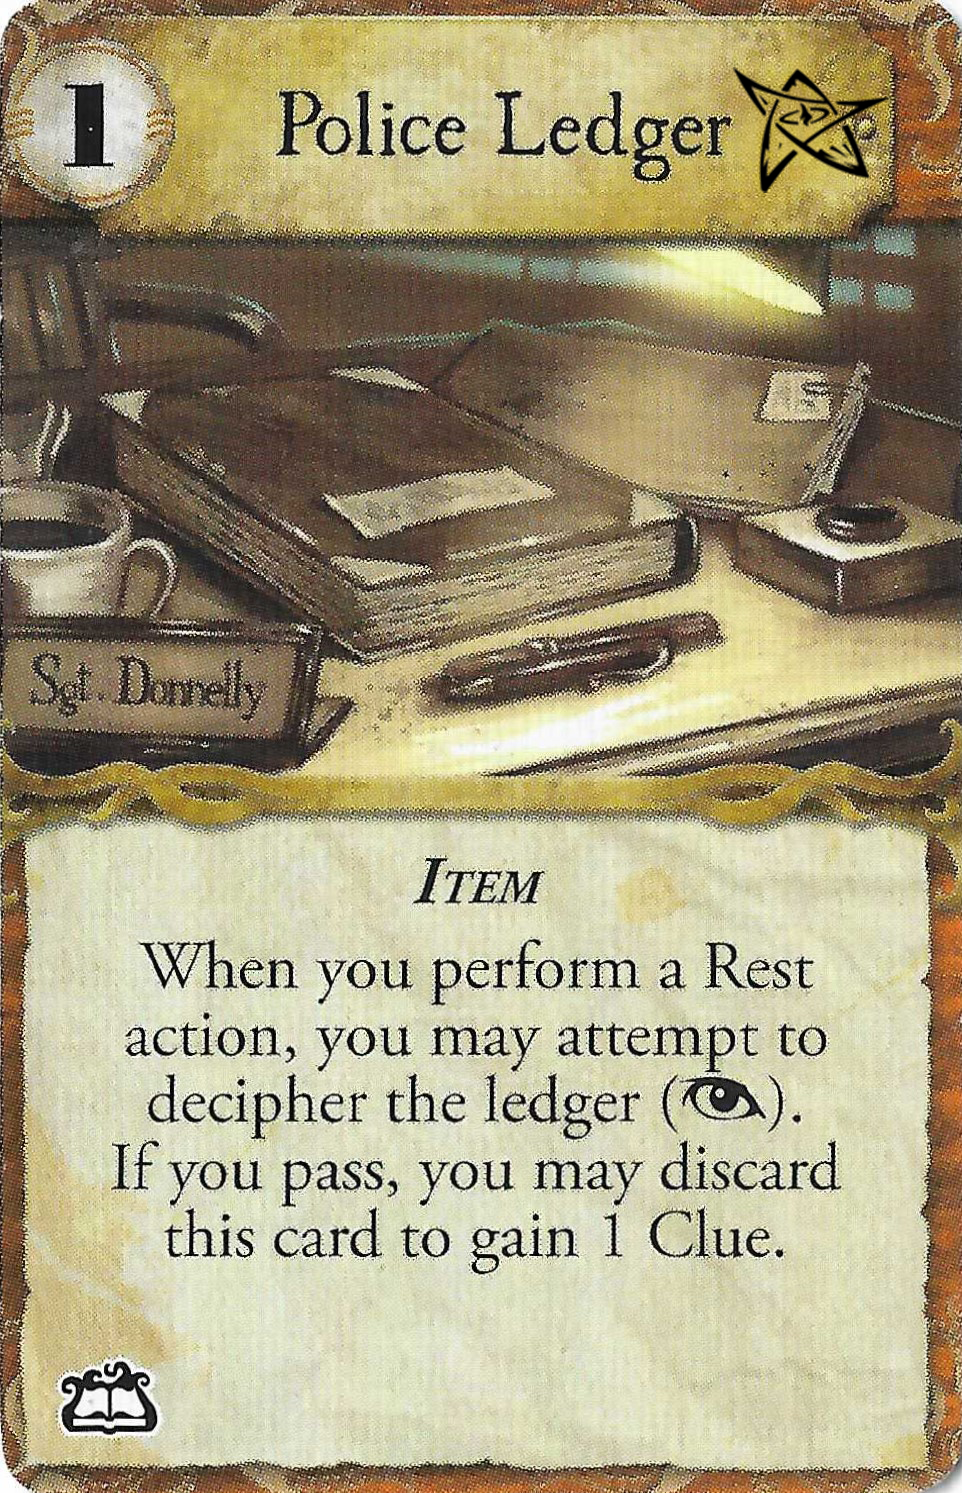 1
Police Ledger
Sgt. Donnelly
ITEM
When you perform a Rest
action, you may attempt to
decipher the ledger ( ).
If you pass, you may discard
this card to gain 1 Clue.